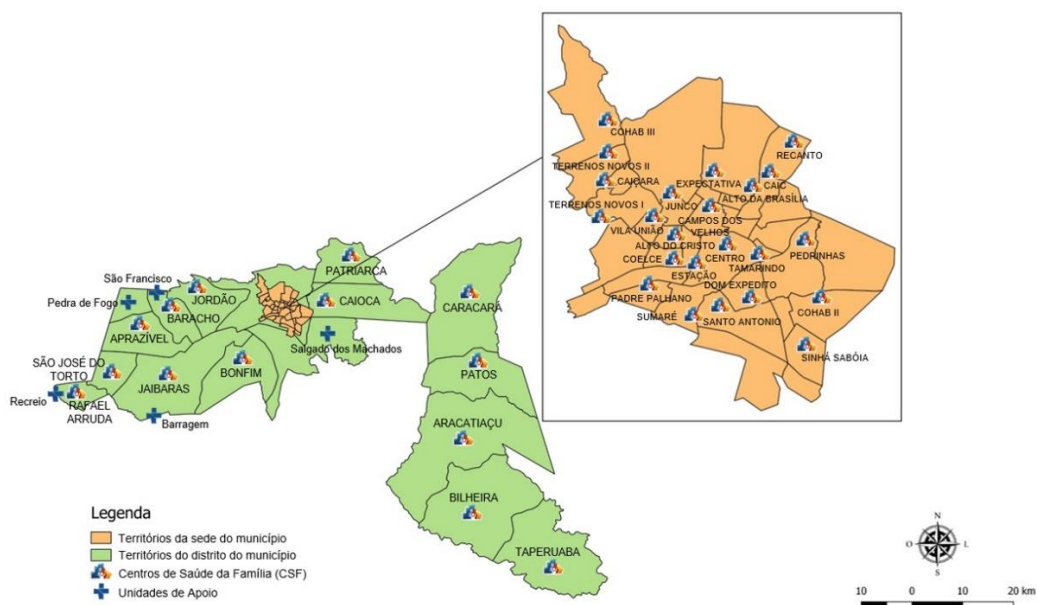 COHAB III
RECANTO
TERRENOS NOVOS II
CAIÇARA
EXPECTATIVA
CAIC
TERRENOS NOVOS I
JUNCO
ALTO DA BRASÍLIA
VILA UNIÃO
CAMPOS DOS
VELHOS
ALTO DO CRISTO
PEDRINHAS
COELCE
CENTRO
TAMARINDO
ESTAÇÃO
DOM EXPEDITO
PADRE PALHANO
COHAB II
SUMARÉ
SANTO ANTONIO
SINHÁ SABÓIA
PATRIARCA
São Francisco
Pedra de Fogo
JORDÃO
CAIOCA
CARACARÁ
BARACHO
APRAZÍVEL
Salgado dos Machados
SÃO JOSÉ DO
TORTO
BONFIM
PATOS
JAIBARAS
Recreio
RAFAEL
ARRUDA
Barragem
ARACATIAÇU
BILHEIRA
TAPERUABA
Legenda
Territórios da sede do município
Territórios do distrito do município
Centros de Saúde da Família (CSF)
Unidades de Apoio
N
O
L
S
10 0 10 20 km